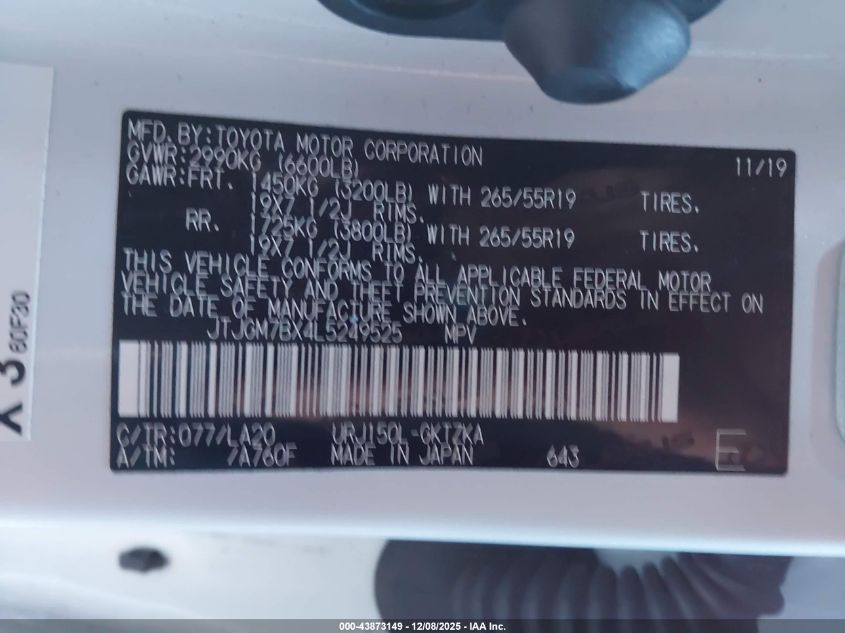 MFD. BY: TOYOTA MOTOR CORPORATION 11/19
GVWR: 2990KG (6600LB)
GAWR: FRT. 1450KG (3200LB) WITH 265/55R19 TIRES.
19X7 1/2J RIMS.
RR. 1725KG (3800LB) WITH 265/55R19 TIRES.
19X7 1/2J RIMS.
THIS VEHICLE CONFORMS TO ALL APPLICABLE FEDERAL MOTOR
VEHICLE SAFETY AND THEFT PREVENTION STANDARDS IN EFFECT ON
THE DATE OF MANUFACTURE SHOWN ABOVE.
JTJGM7BX4L5249525 MPV
C/TR: 077/LA20 URJ150L-GKTZKA
A/TM: /A760F MADE IN JAPAN 643 E
60F30
000-43873149 - 12/08/2025 - IAA Inc.